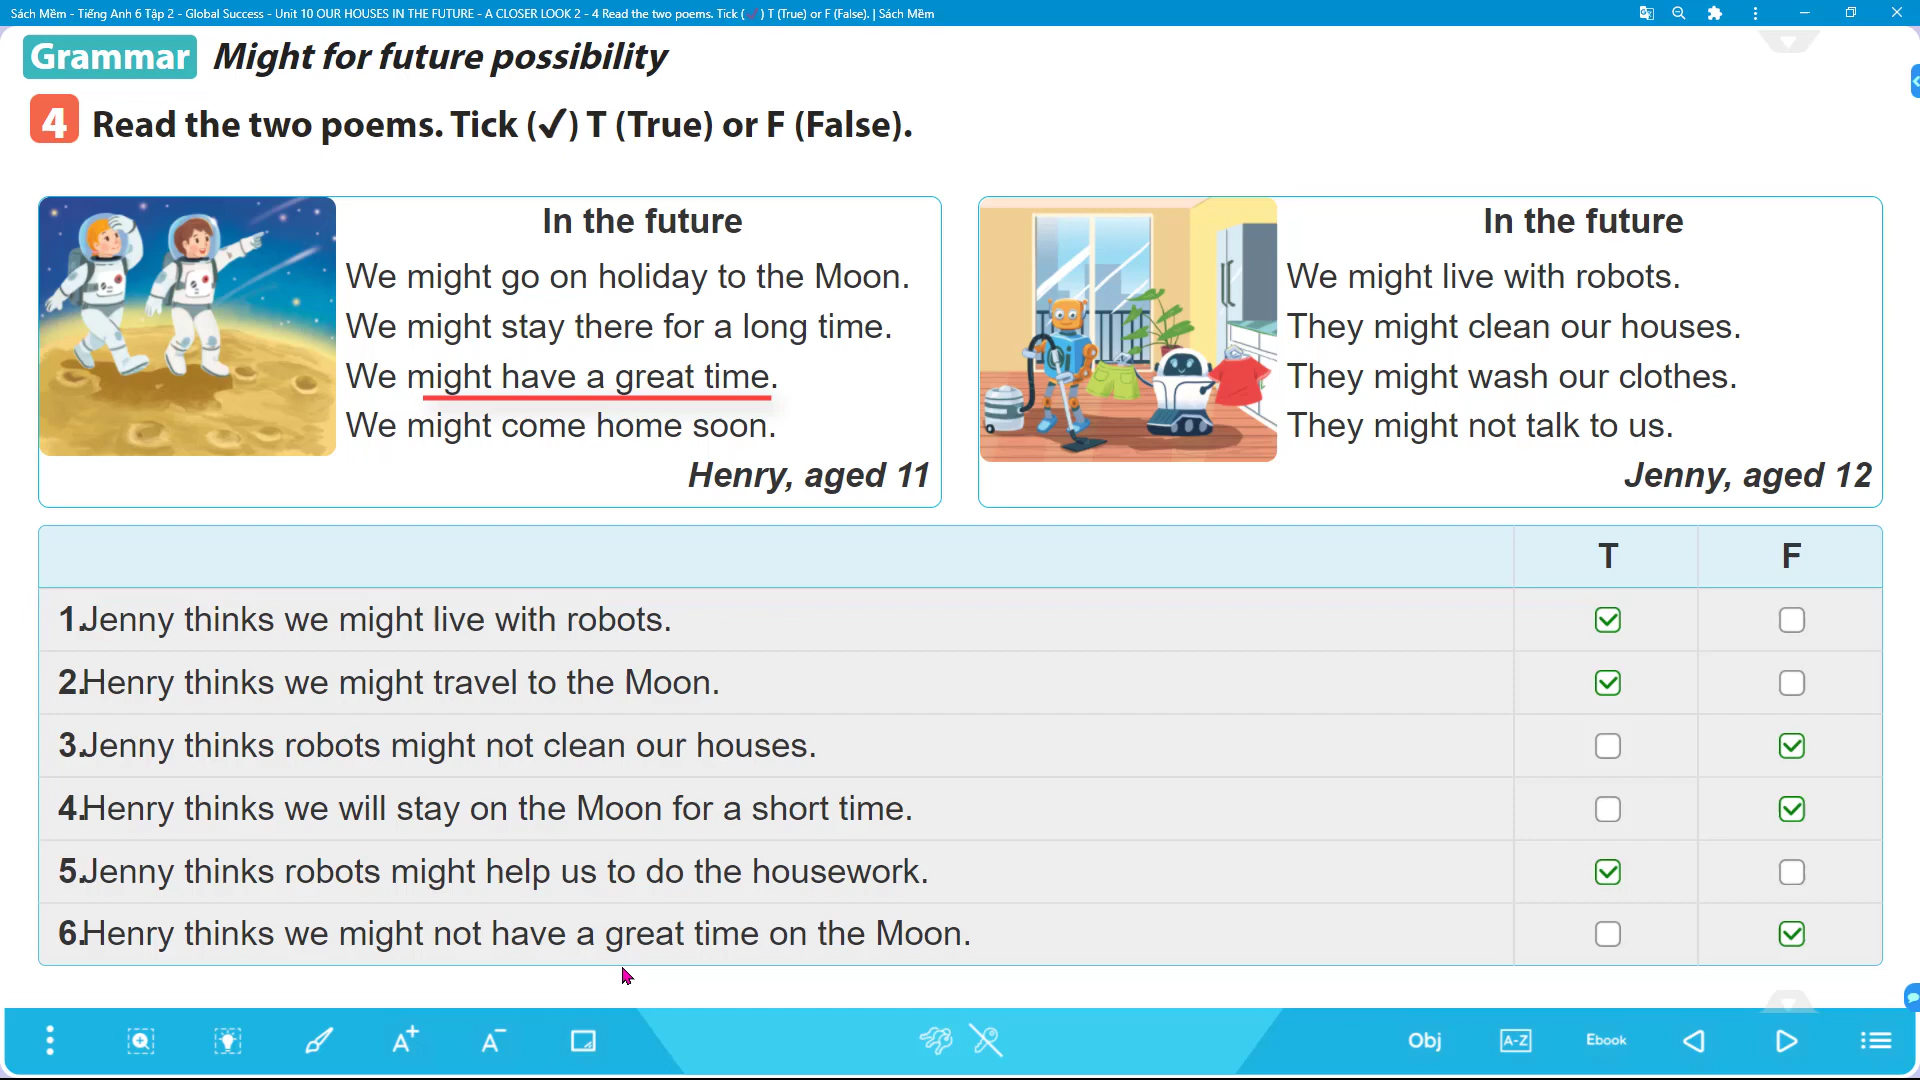 Sách Mềm - Tiếng Anh 6 Tập 2 - Global Success - Unit 10 OUR HOUSES IN THE FUTURE - A CLOSER LOOK 2 - 4 Read the two poems. Tick (✓) T (True) or F (False). | Sách Mềm
Grammar Might for future possibility
4 Read the two poems. Tick (✓) T (True) or F (False).
In the future
We might go on holiday to the Moon.
We might stay there for a long time.
We might have a great time.
We might come home soon.
Henry, aged 11
In the future
We might live with robots.
They might clean our houses.
They might wash our clothes.
They might not talk to us.
Jenny, aged 12
T F
1.Jenny thinks we might live with robots.
2.Henry thinks we might travel to the Moon.
3.Jenny thinks robots might not clean our houses.
4.Henry thinks we will stay on the Moon for a short time.
5.Jenny thinks robots might help us to do the housework.
6.Henry thinks we might not have a great time on the Moon.
A+ A- Obj A-Z Ebook